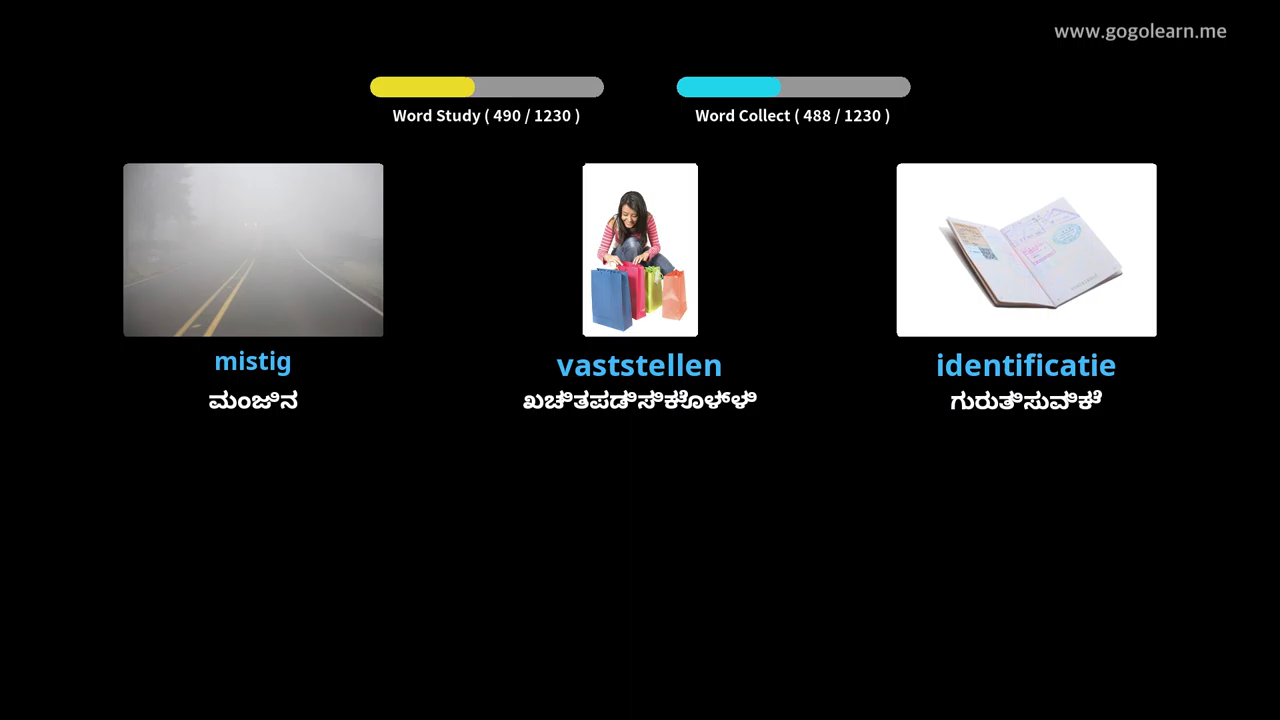 www.gogolearn.me
Word Study ( 490 / 1230 )
Word Collect ( 488 / 1230 )
mistig
vaststellen
identificatie
ಮಂಜಿನ
ಖಚಿತಪಡಿಸಿಕೊಳ್ಳಿ
ಗುರುತಿಸುವಿಕೆ